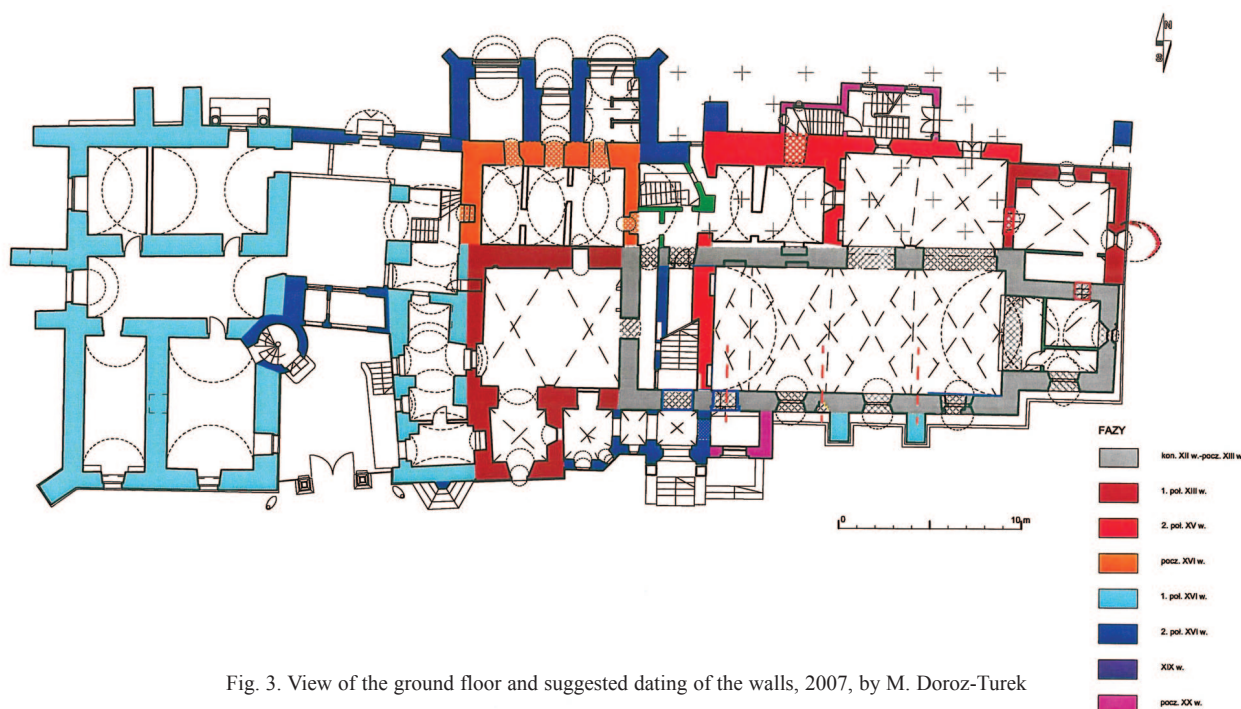 N
S
0 10 m
FAZY
kon. XII w.-pocz. XIII w
1. poł. XIII w.
2. poł. XV w.
pocz. XVI w.
1. poł. XVI w.
2. poł. XVI w.
XIX w.
pocz. XX w.
Fig. 3. View of the ground floor and suggested dating of the walls, 2007, by M. Doroz-Turek